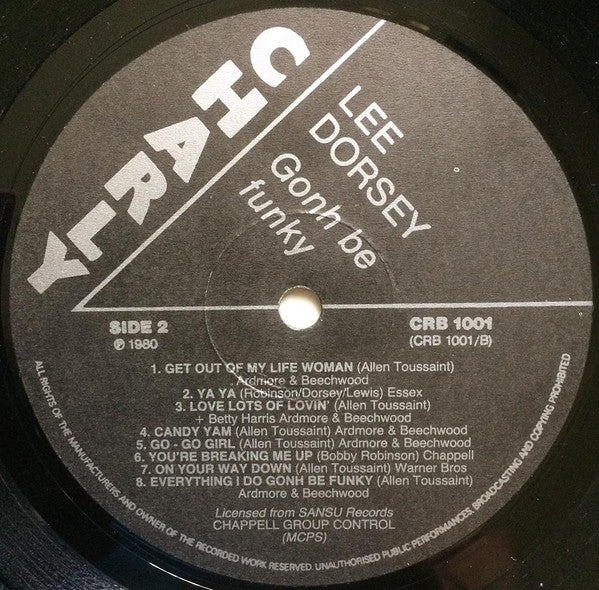 CHARLY
LEE
DORSEY
Gonh be
funky
SIDE 2
℗ 1980
CRB 1001
(CRB 1001/B)
1. GET OUT OF MY LIFE WOMAN (Allen Toussaint)
Ardmore & Beechwood
2. YA YA (Robinson/Dorsey/Lewis) Essex
3. LOVE LOTS OF LOVIN' (Allen Toussaint)
+ Betty Harris Ardmore & Beechwood
4. CANDY YAM (Allen Toussaint) Ardmore & Beechwood
5. GO - GO GIRL (Allen Toussaint) Ardmore & Beechwood
6. YOU'RE BREAKING ME UP (Bobby Robinson) Chappell
7. ON YOUR WAY DOWN (Allen Toussaint) Warner Bros
8. EVERYTHING I DO GONH BE FUNKY (Allen Toussaint)
Ardmore & Beechwood
Licensed from SANSU Records
CHAPPELL GROUP CONTROL
(MCPS)
ALL RIGHTS OF THE MANUFACTURERS AND OWNER OF THE RECORDED WORK RESERVED. UNAUTHORISED PUBLIC PERFORMANCES, BROADCASTING AND COPYING PROHIBITED